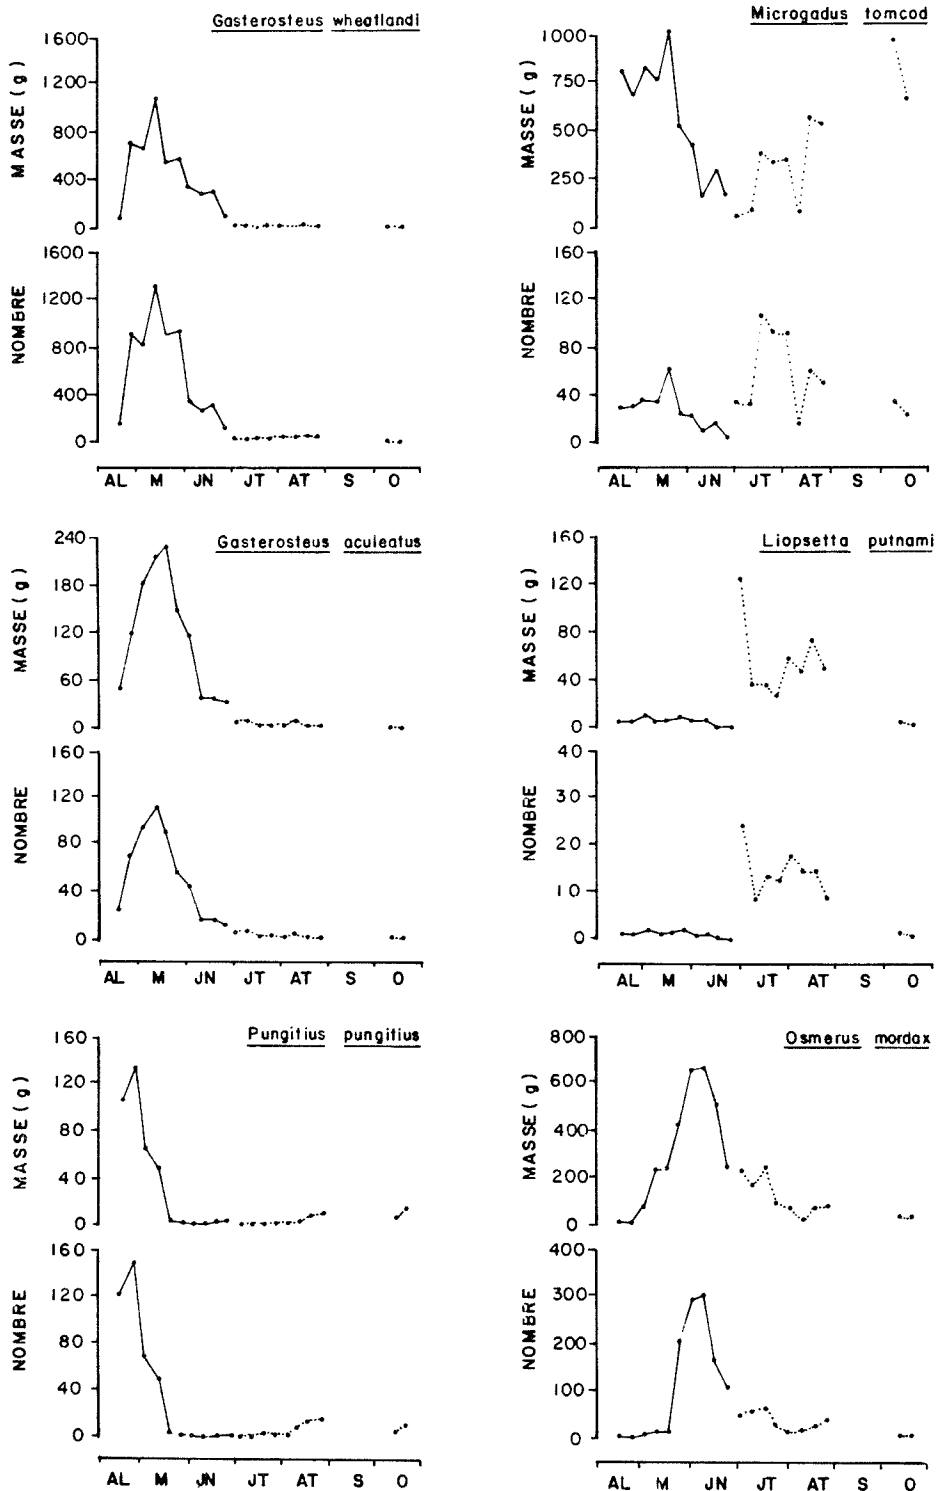 Gasterosteus wheatlandi
MASSE (g)
1600
1200
800
400
0
NOMBRE
1600
1200
800
400
0
AL M JN JT AT S O
Microgadus tomcod
MASSE (g)
1000
750
500
250
0
NOMBRE
160
120
80
40
0
AL M JN JT AT S O
Gasterosteus aculeatus
MASSE (g)
240
180
120
60
0
NOMBRE
160
120
80
40
0
AL M JN JT AT S O
Liopsetta putnami
MASSE (g)
160
120
80
40
0
NOMBRE
40
30
20
10
0
AL M JN JT AT S O
Pungitius pungitius
MASSE (g)
160
120
80
40
0
NOMBRE
160
120
80
40
0
AL M JN JT AT S O
Osmerus mordax
MASSE (g)
800
600
400
200
0
NOMBRE
400
300
200
100
0
AL M JN JT AT S O